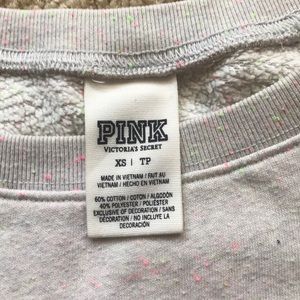 PINK
VICTORIA'S SECRET
XS | TP
MADE IN VIETNAM / FAIT AU
VIETNAM / HECHO EN VIETNAM
60% COTTON / COTON / ALGODÓN
40% POLYESTER / POLIÉSTER
EXCLUSIVE OF DECORATION / SANS
DÉCORATION / NO INCLUYE LA
DECORACIÓN